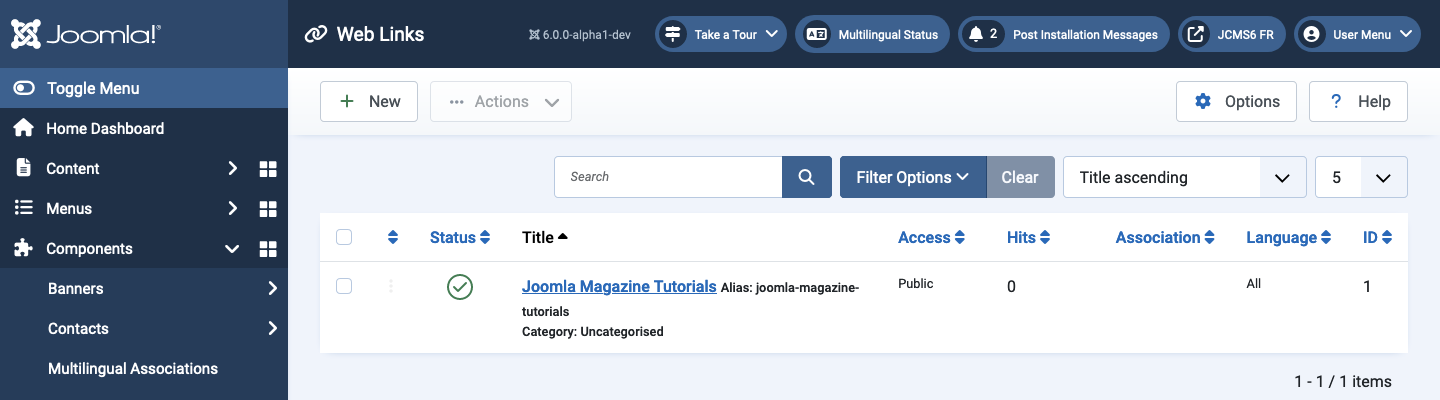 Joomla!®
Web Links
6.0.0-alpha1-dev
Take a Tour
Multilingual Status
2 Post Installation Messages
JCMS6 FR
User Menu
Toggle Menu
Home Dashboard
Content
Menus
Components
Banners
Contacts
Multilingual Associations
New
Actions
Options
? Help
Search
Filter Options
Clear
Title ascending
5
Status Title Access Hits Association Language ID
Joomla Magazine Tutorials Alias: joomla-magazine- Public 0 All 1
tutorials
Category: Uncategorised
1 - 1 / 1 items